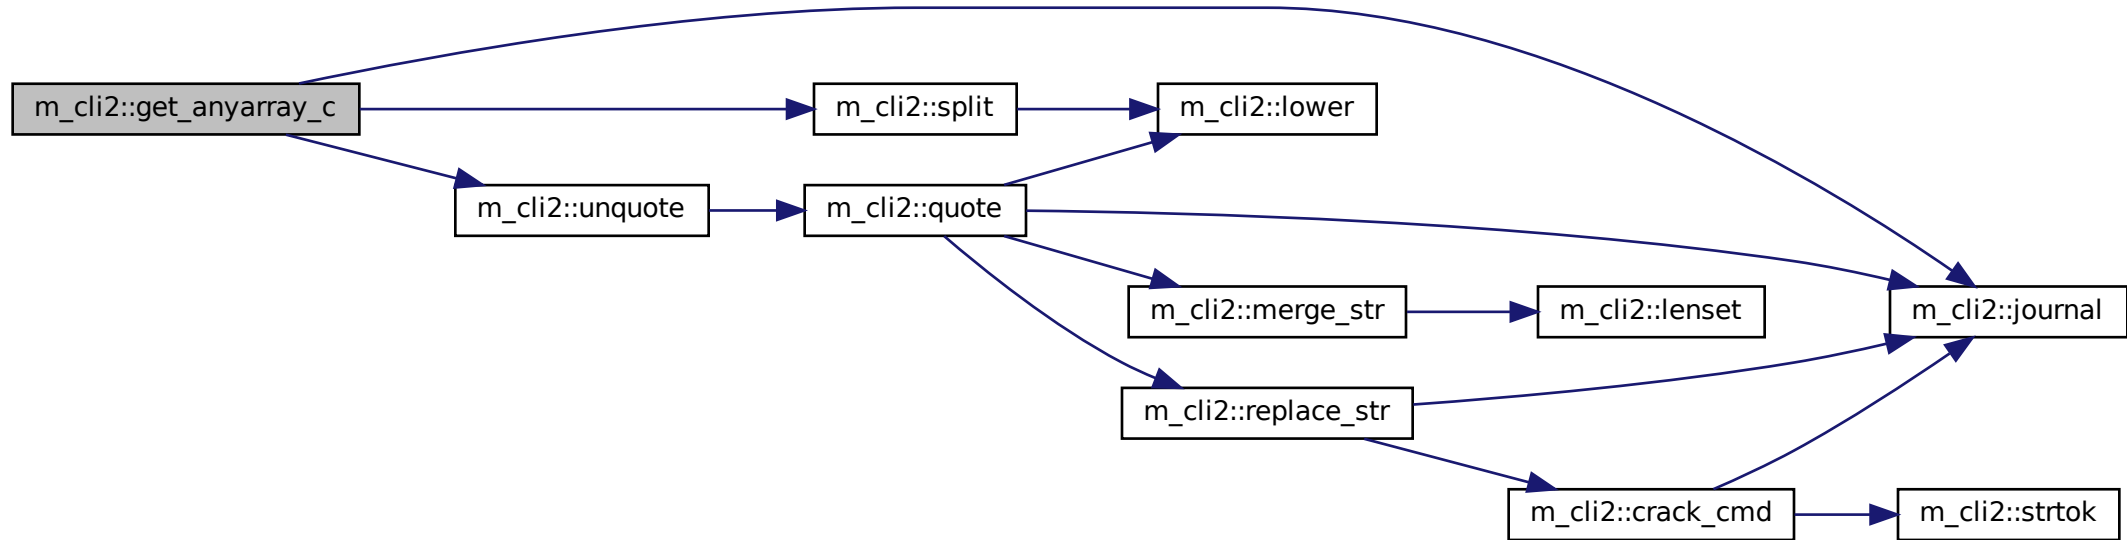 m_cli2::get_anyarray_c
m_cli2::split
m_cli2::lower
m_cli2::unquote
m_cli2::quote
m_cli2::merge_str
m_cli2::lenset
m_cli2::journal
m_cli2::replace_str
m_cli2::crack_cmd
m_cli2::strtok